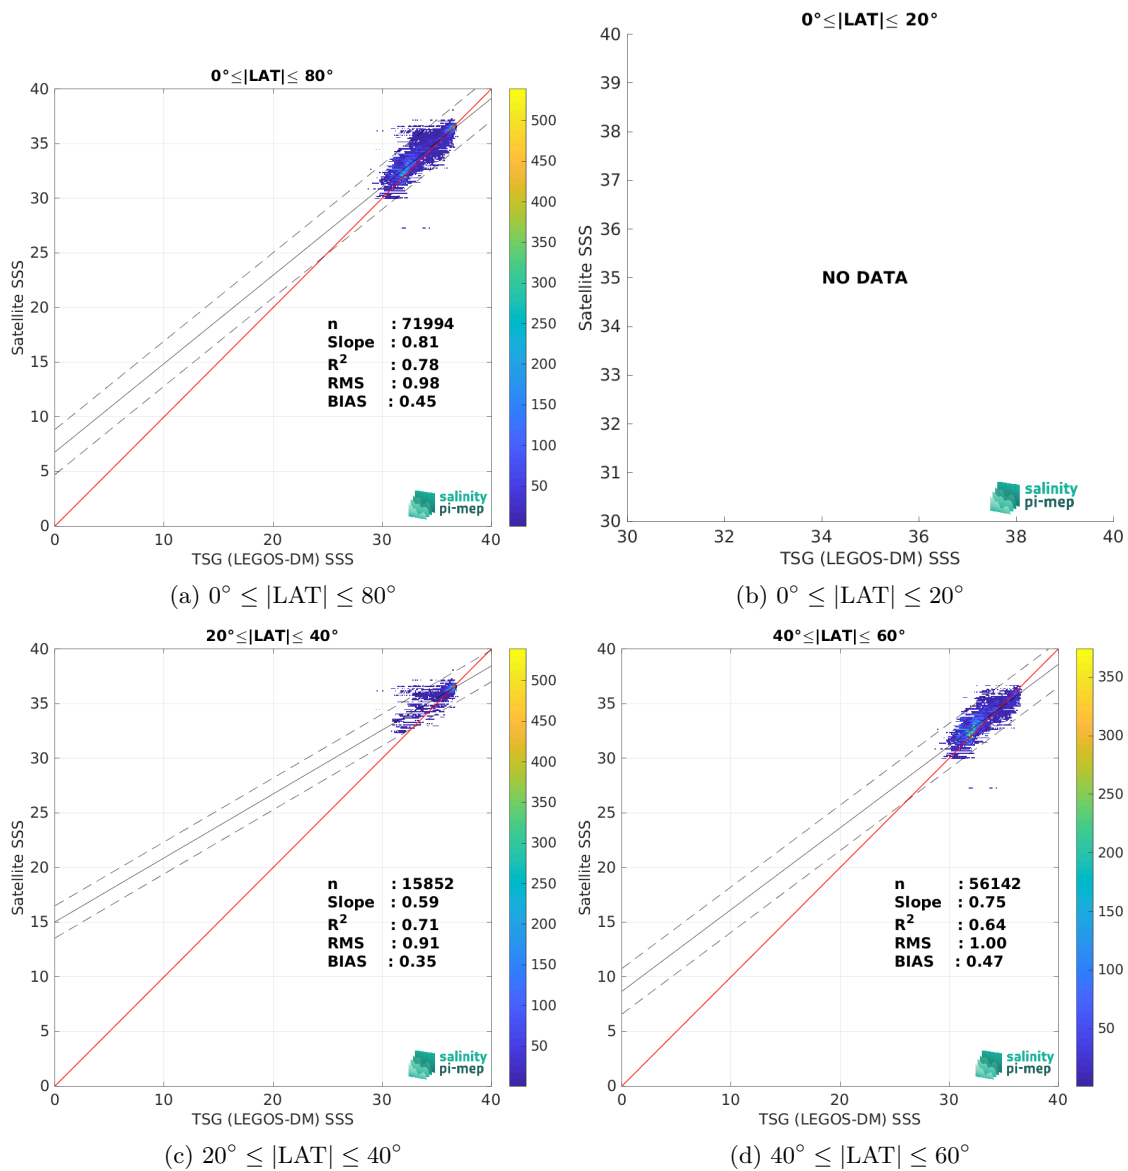 0°≤|LAT|≤ 80°
40
35
30
25
20
15
10
5
0
Satellite SSS
n : 71994
Slope : 0.81
R² : 0.78
RMS : 0.98
BIAS : 0.45
salinity
pi-mep
0 10 20 30 40
TSG (LEGOS-DM) SSS
500
450
400
350
300
250
200
150
100
50
(a) 0° ≤ |LAT| ≤ 80°
0°≤|LAT|≤ 20°
40
39
38
37
36
35
34
33
32
31
30
Satellite SSS
NO DATA
salinity
pi-mep
30 32 34 36 38 40
TSG (LEGOS-DM) SSS
(b) 0° ≤ |LAT| ≤ 20°
20°≤|LAT|≤ 40°
40
35
30
25
20
15
10
5
0
Satellite SSS
n : 15852
Slope : 0.59
R² : 0.71
RMS : 0.91
BIAS : 0.35
salinity
pi-mep
0 10 20 30 40
TSG (LEGOS-DM) SSS
500
450
400
350
300
250
200
150
100
50
(c) 20° ≤ |LAT| ≤ 40°
40°≤|LAT|≤ 60°
40
35
30
25
20
15
10
5
0
Satellite SSS
n : 56142
Slope : 0.75
R² : 0.64
RMS : 1.00
BIAS : 0.47
salinity
pi-mep
0 10 20 30 40
TSG (LEGOS-DM) SSS
350
300
250
200
150
100
50
(d) 40° ≤ |LAT| ≤ 60°